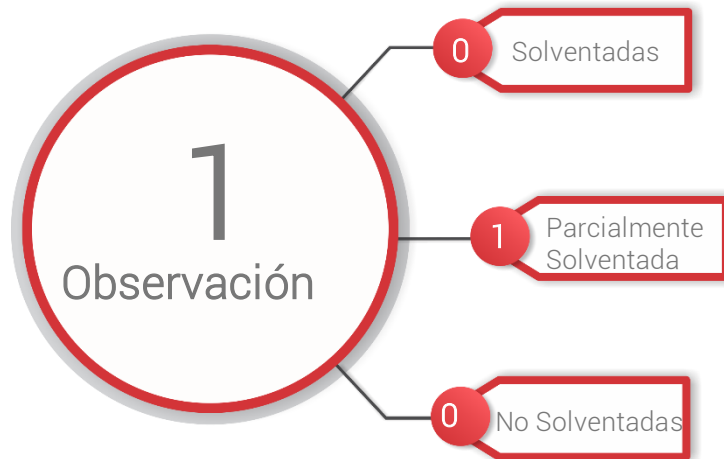 1
Observación
0
Solventadas
1
Parcialmente
Solventada
0
No Solventadas